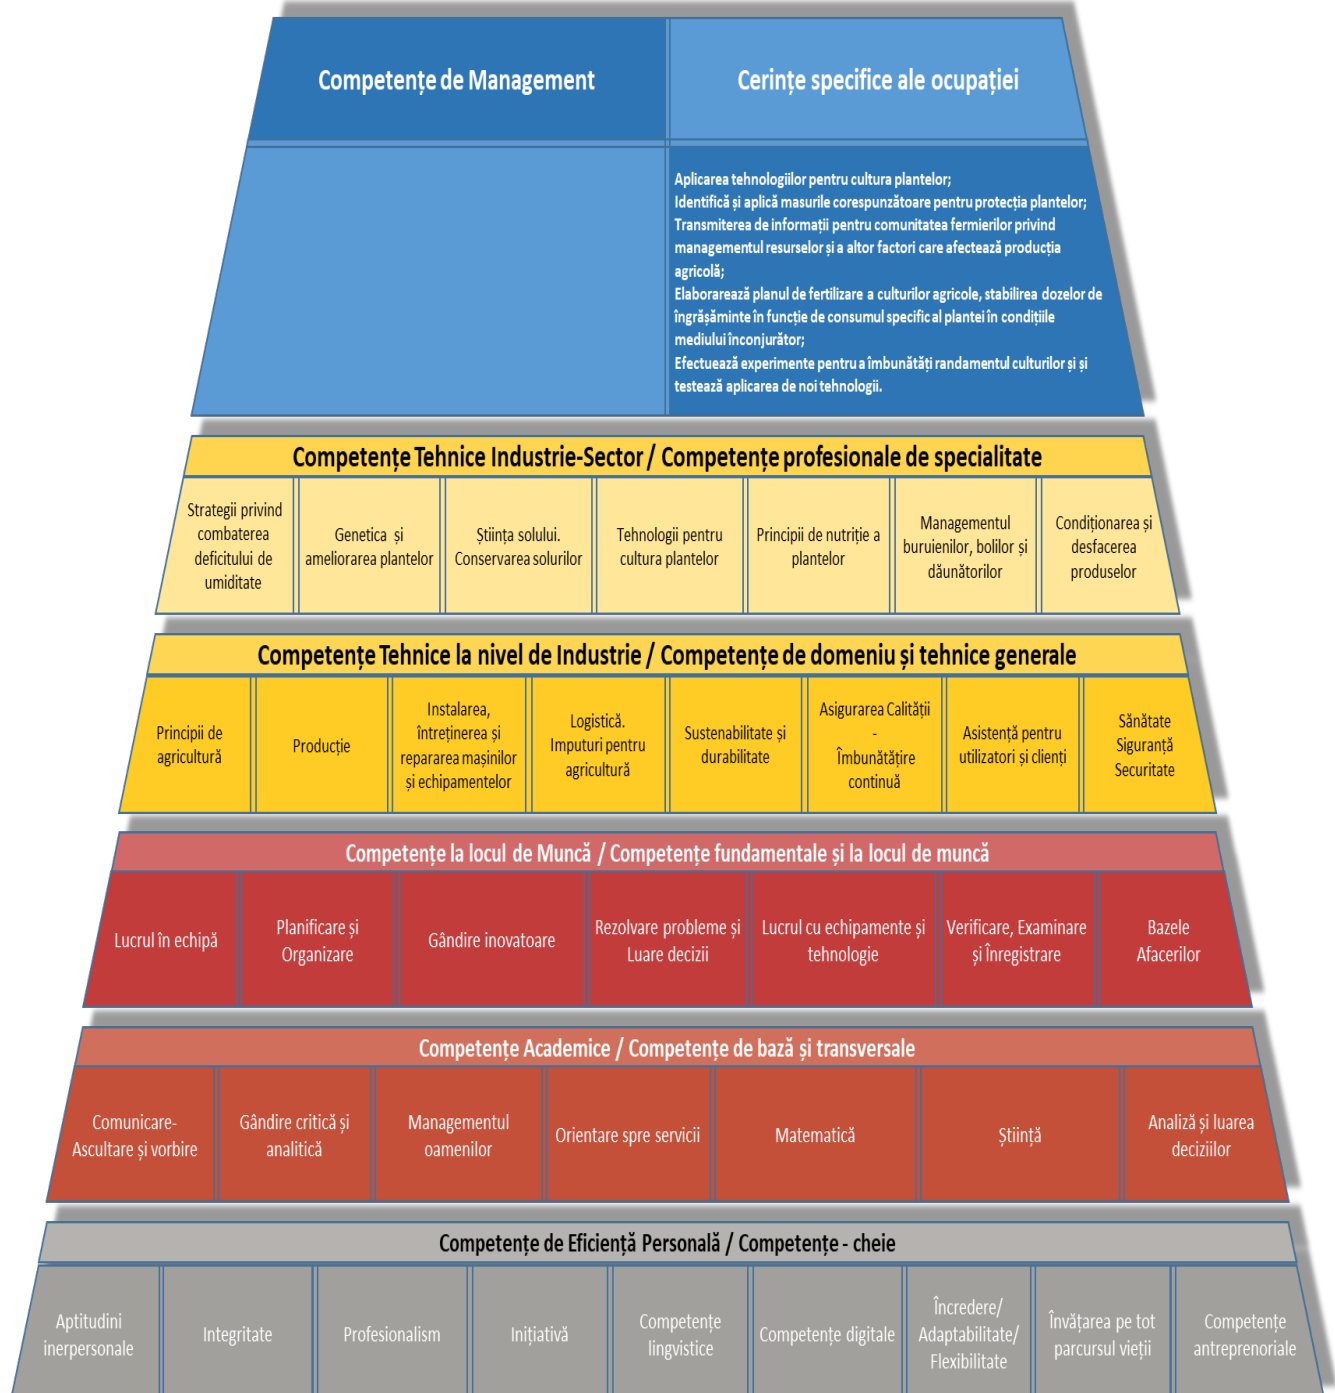 Competențe de Management
Cerințe specifice ale ocupației
Aplicarea tehnologiilor pentru cultura plantelor;
Identifică și aplică masurile corespunzătoare pentru protecția plantelor;
Transmiterea de informații pentru comunitatea fermierilor privind
managementul resurselor și a altor factori care afectează producția
agricolă;
Elaborarează planul de fertilizare a culturilor agricole, stabilirea dozelor de
îngrășăminte în funcție de consumul specific al plantei în condițiile
mediului înconjurător;
Efectuează experimente pentru a îmbunătăți randamentul culturilor și și
testează aplicarea de noi tehnologii.
Competențe Tehnice Industrie-Sector / Competențe profesionale de specialitate
Strategii privind
combaterea
deficitului de
umiditate
Genetica și
ameliorarea plantelor
Știința solului.
Conservarea solurilor
Tehnologii pentru
cultura plantelor
Principii de nutriție a
plantelor
Managementul
buruienilor, bolilor și
dăunătorilor
Condiționarea și
desfacerea
produselor
Competențe Tehnice la nivel de Industrie / Competențe de domeniu și tehnice generale
Principii de
agricultură
Producție
Instalarea,
întreținerea și
repararea mașinilor
și echipamentelor
Logistică.
Imputuri pentru
agricultură
Sustenabilitate și
durabilitate
Asigurarea Calității
-
Îmbunătățire
continuă
Asistență pentru
utilizatori și clienți
Sănătate
Siguranță
Securitate
Competențe la locul de Muncă / Competențe fundamentale și la locul de muncă
Lucrul în echipă
Planificare și
Organizare
Gândire inovatoare
Rezolvare probleme și
Luare decizii
Lucrul cu echipamente și
tehnologie
Verificare, Examinare
și Înregistrare
Bazele
Afacerilor
Competențe Academice / Competențe de bază și transversale
Comunicare-
Ascultare și vorbire
Gândire critică și
analitică
Managementul
oamenilor
Orientare spre servicii
Matematică
Știință
Analiză și luarea
deciziilor
Competențe de Eficiență Personală / Competențe - cheie
Aptitudini
inerpersonale
Integritate
Profesionalism
Inițiativă
Competențe
lingvistice
Competențe digitale
Încredere/
Adaptabilitate/
Flexibilitate
Învățarea pe tot
parcursul vieții
Competențe
antreprenoriale